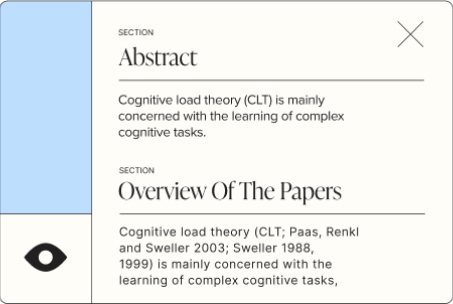 SECTION
Abstract
Cognitive load theory (CLT) is mainly
concerned with the learning of complex
cognitive tasks.
SECTION
Overview Of The Papers
Cognitive load theory (CLT; Paas, Renkl
and Sweller 2003; Sweller 1988,
1999) is mainly concerned with the
learning of complex cognitive tasks,